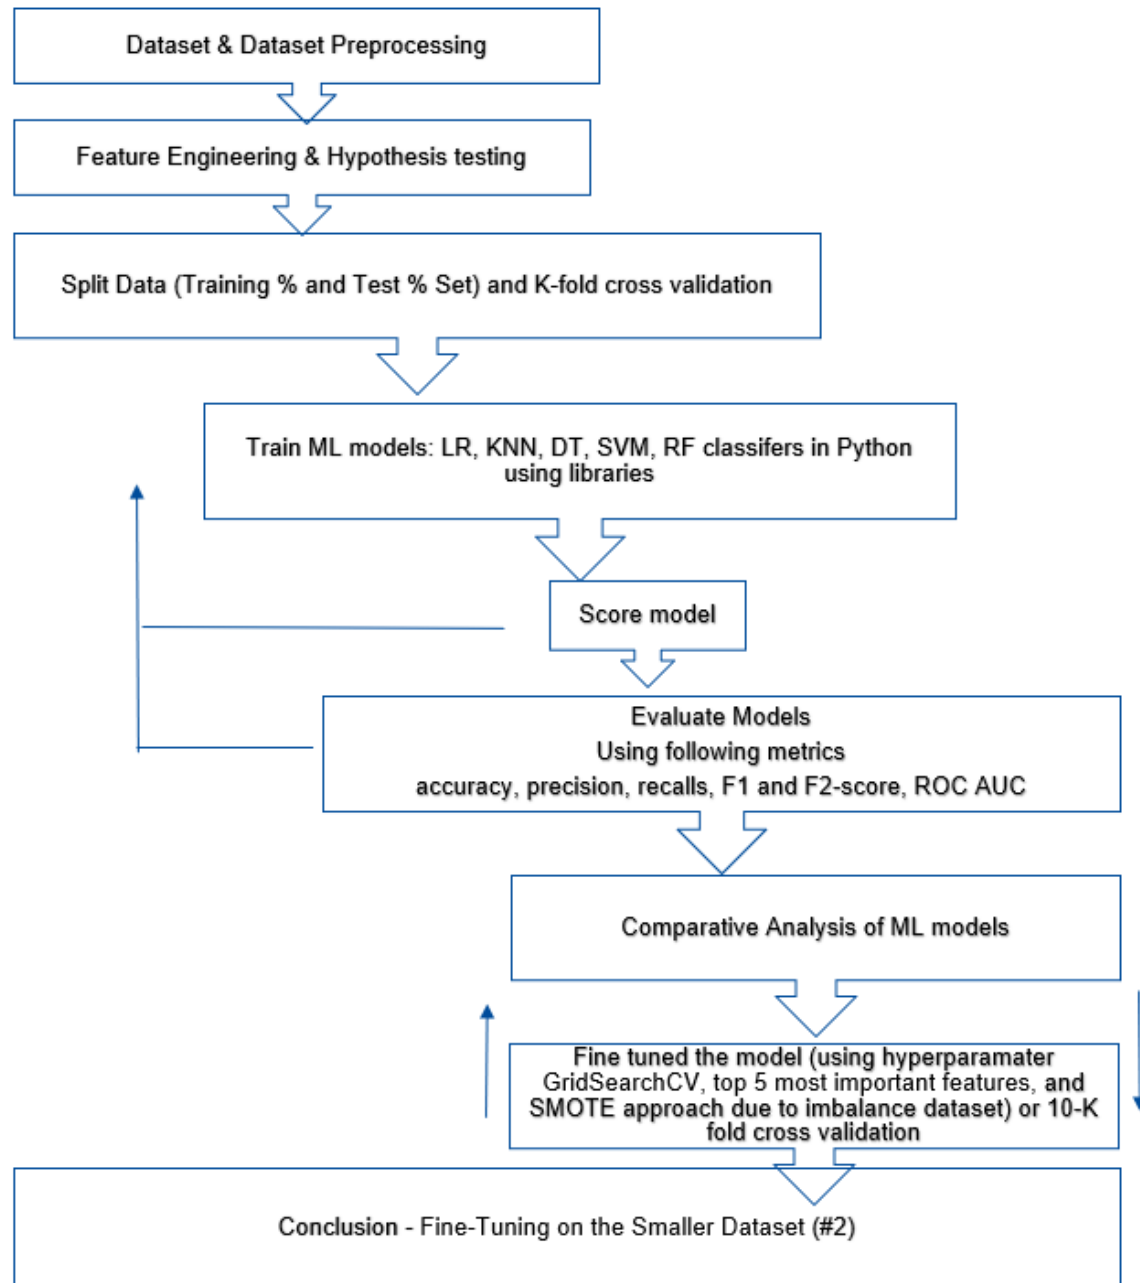 Dataset & Dataset Preprocessing
Feature Engineering & Hypothesis testing
Split Data (Training % and Test % Set) and K-fold cross validation
Train ML models: LR, KNN, DT, SVM, RF classifers in Python
using libraries
Score model
Evaluate Models
Using following metrics
accuracy, precision, recalls, F1 and F2-score, ROC AUC
Comparative Analysis of ML models
Fine tuned the model (using hyperparamater
GridSearchCV, top 5 most important features, and
SMOTE approach due to imbalance dataset) or 10-K
fold cross validation
Conclusion - Fine-Tuning on the Smaller Dataset (#2)